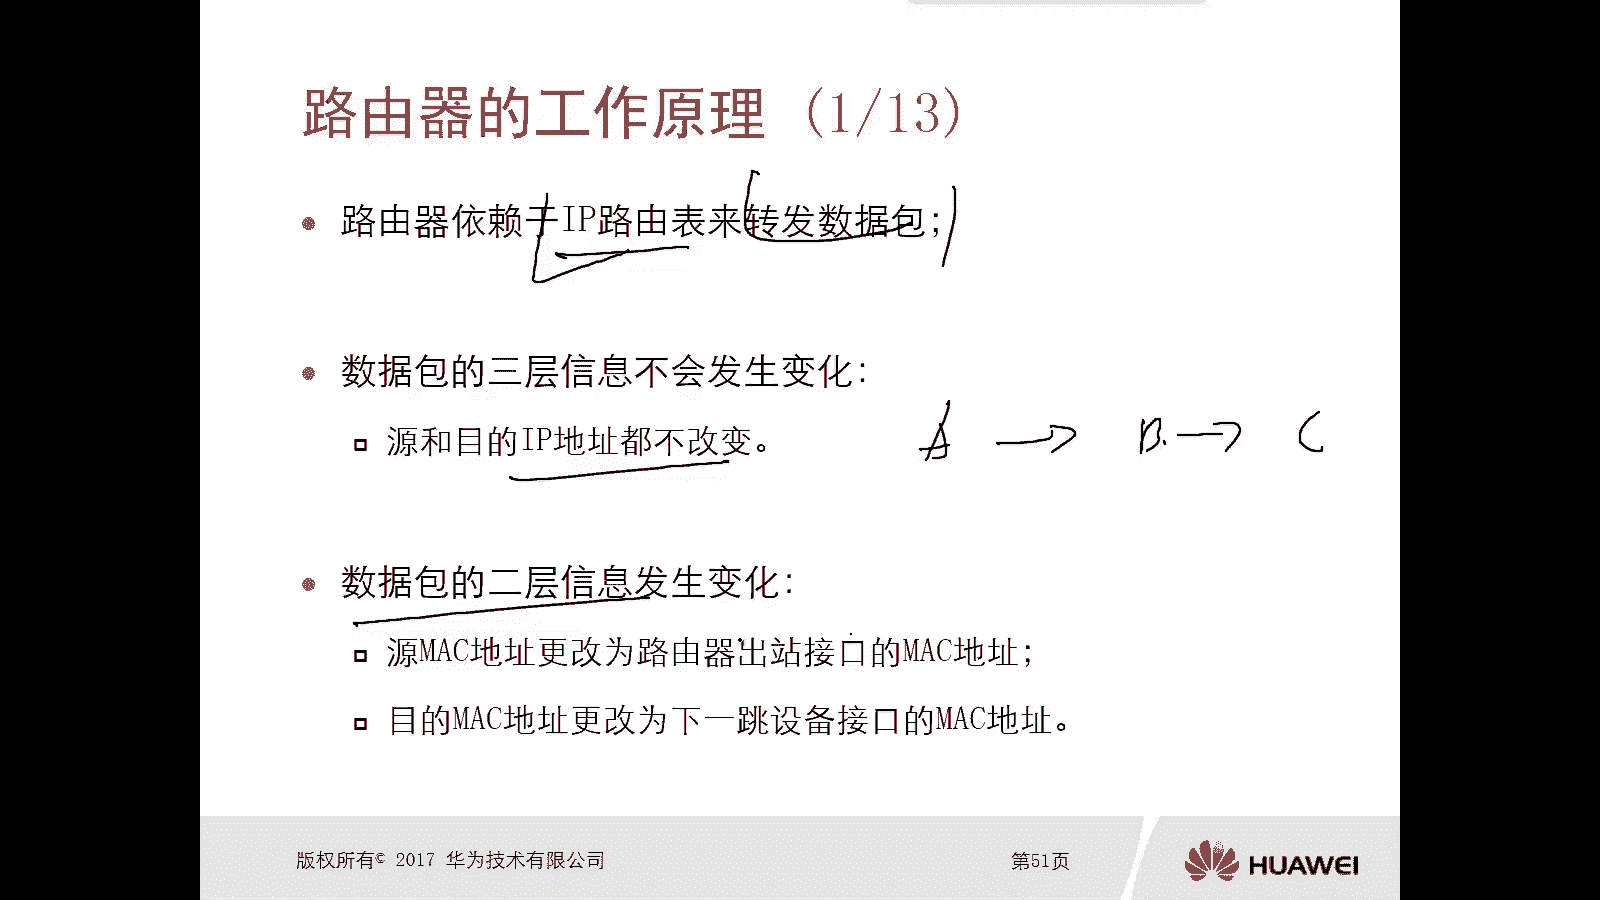 路由器的工作原理 (1/13)
路由器依赖于IP路由表来转发数据包;
数据包的三层信息不会发生变化:
源和目的IP地址都不改变。
A → B → C
数据包的二层信息发生变化:
源MAC地址更改为路由器出站接口的MAC地址;
目的MAC地址更改为下一跳设备接口的MAC地址。
版权所有© 2017 华为技术有限公司
第51页
HUAWEI